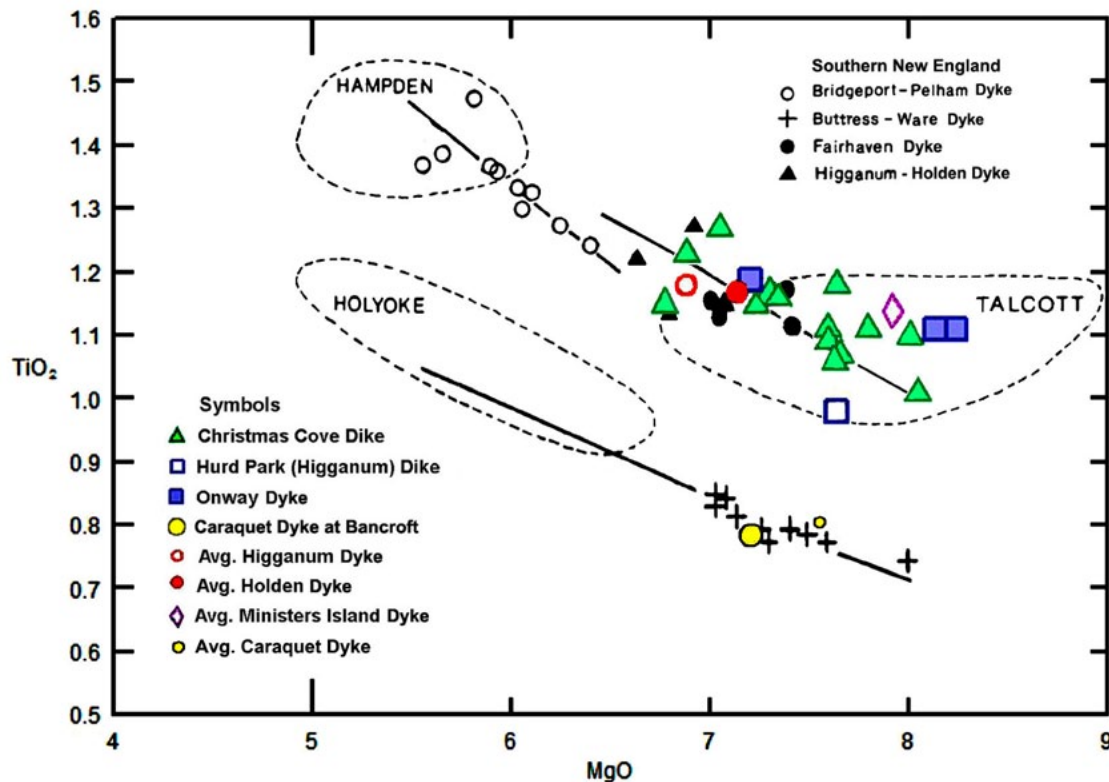 1.6
1.5
1.4
1.3
1.2
1.1
TiO₂
1.0
0.9
0.8
0.7
0.6
0.5
HAMPDEN
Southern New England
Bridgeport-Pelham Dyke
Buttress - Ware Dyke
Fairhaven Dyke
Higganum - Holden Dyke
HOLYOKE
TALCOTT
Symbols
Christmas Cove Dike
Hurd Park (Higganum) Dike
Onway Dyke
Caraquet Dyke at Bancroft
Avg. Higganum Dyke
Avg. Holden Dyke
Avg. Ministers Island Dyke
Avg. Caraquet Dyke
4 5 6 7 8 9
MgO